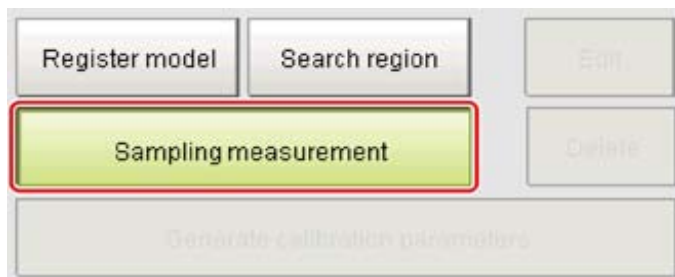 Register model
Search region
Edit
Sampling measurement
Delete
Generate calibration parameters